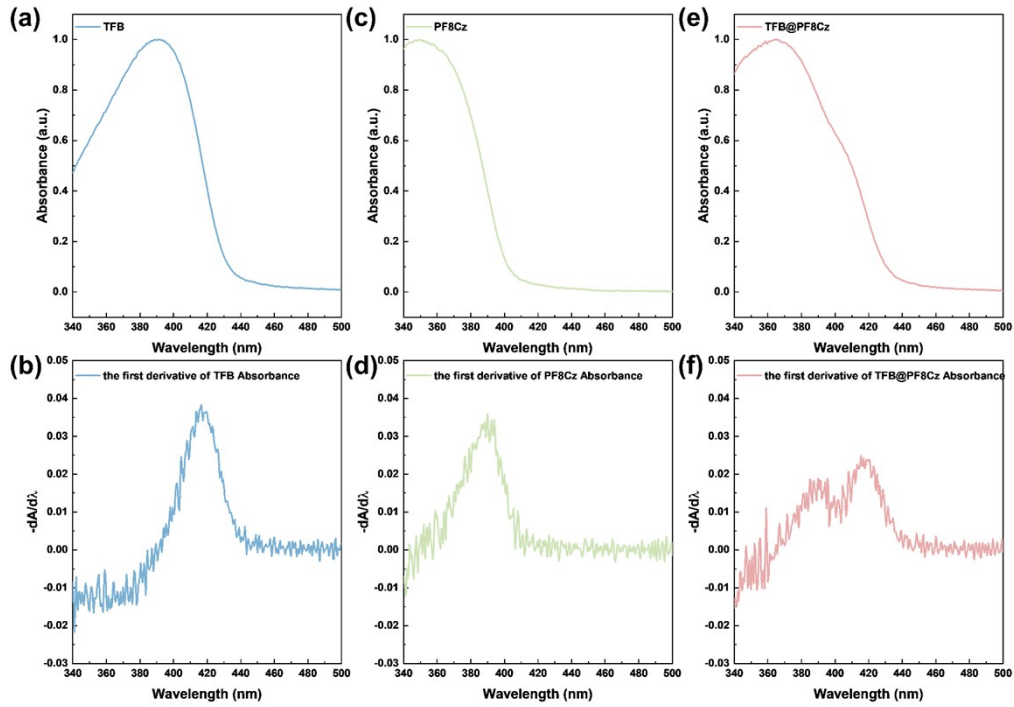 (a)
TFB
Absorbance (a.u.)
1.0
0.8
0.6
0.4
0.2
0.0
340 360 380 400 420 440 460 480 500
Wavelength (nm)
(c)
PF8Cz
Absorbance (a.u.)
1.0
0.8
0.6
0.4
0.2
0.0
340 360 380 400 420 440 460 480 500
Wavelength (nm)
(e)
TFB@PF8Cz
Absorbance (a.u.)
1.0
0.8
0.6
0.4
0.2
0.0
340 360 380 400 420 440 460 480 500
Wavelength (nm)
(b)
the first derivative of TFB Absorbance
-dA/dλ
0.05
0.04
0.03
0.02
0.01
0.00
-0.01
-0.02
-0.03
340 360 380 400 420 440 460 480 500
Wavelength (nm)
(d)
the first derivative of PF8Cz Absorbance
-dA/dλ
0.05
0.04
0.03
0.02
0.01
0.00
-0.01
-0.02
-0.03
340 360 380 400 420 440 460 480 500
Wavelength (nm)
(f)
the first derivative of TFB@PF8Cz Absorbance
-dA/dλ
0.05
0.04
0.03
0.02
0.01
0.00
-0.01
-0.02
-0.03
340 360 380 400 420 440 460 480 500
Wavelength (nm)